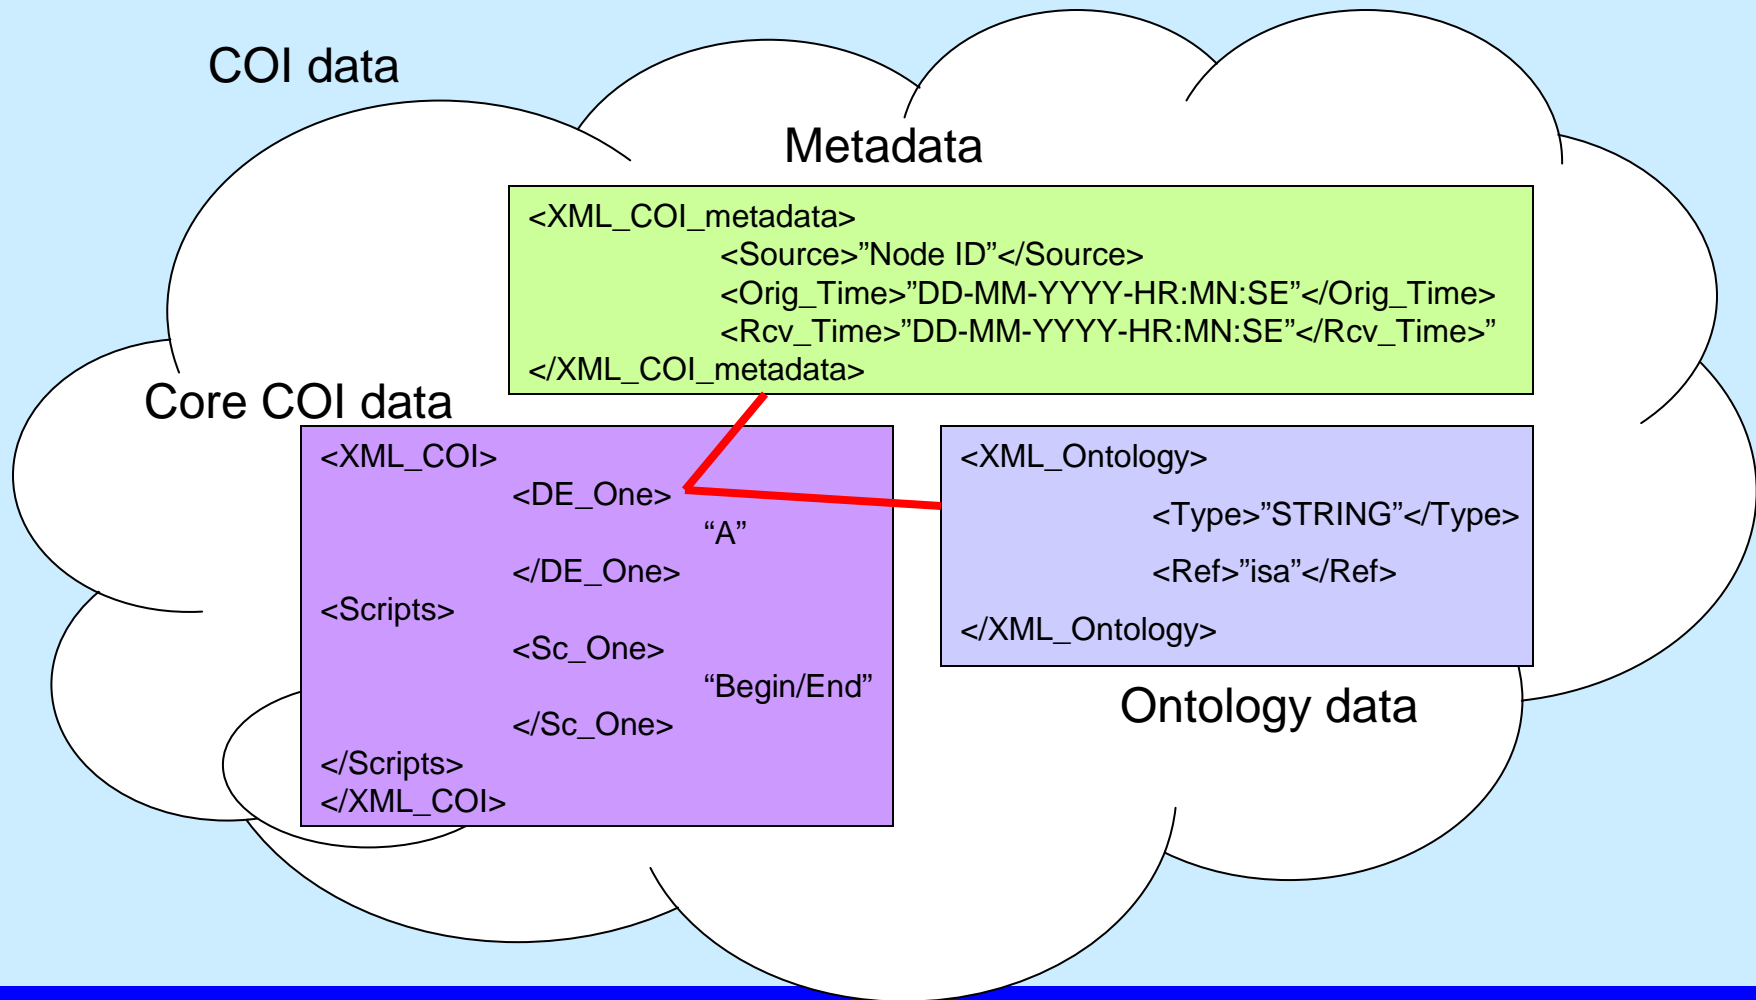 COI data
Metadata
<XML_COI_metadata>
<Source>”Node ID”</Source>
<Orig_Time>”DD-MM-YYYY-HR:MN:SE”</Orig_Time>
<Rcv_Time>”DD-MM-YYYY-HR:MN:SE”</Rcv_Time>”
</XML_COI_metadata>
Core COI data
<XML_COI>
<DE_One>
“A”
</DE_One>
<Scripts>
<Sc_One>
“Begin/End”
</Sc_One>
</Scripts>
</XML_COI>
<XML_Ontology>
<Type>”STRING”</Type>
<Ref>”isa”</Ref>
</XML_Ontology>
Ontology data